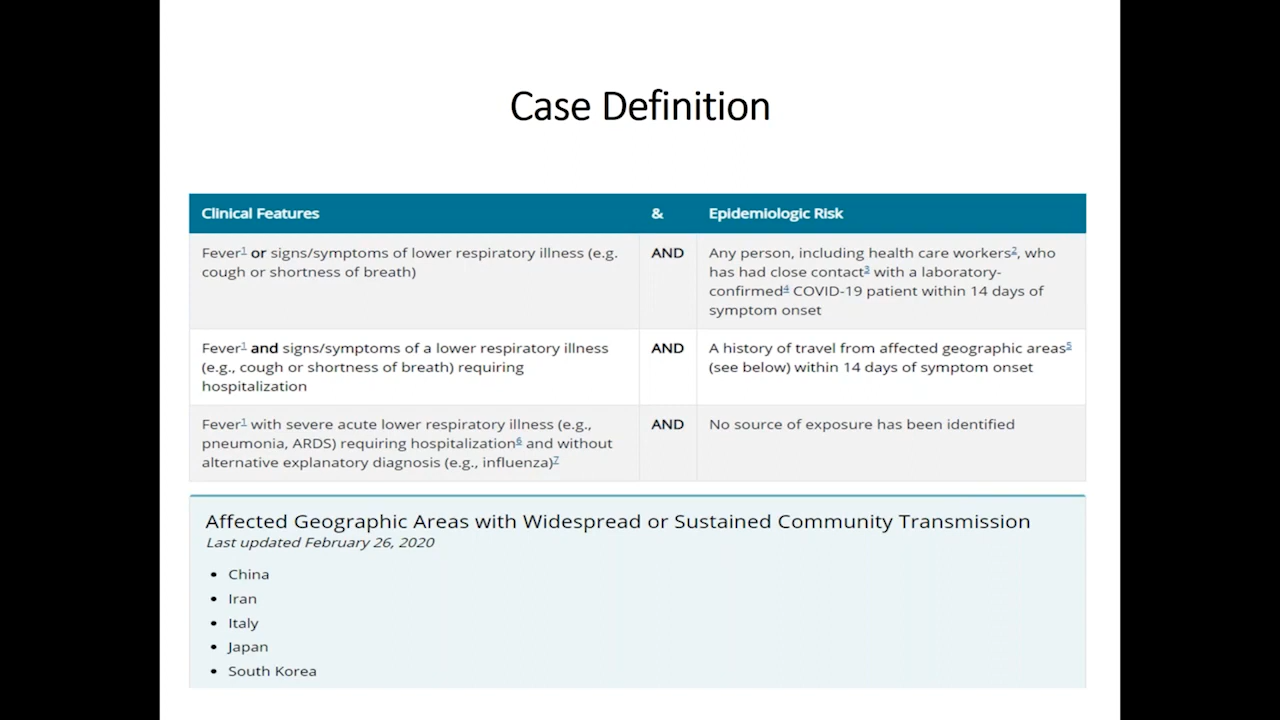 Case Definition
Clinical Features & Epidemiologic Risk
Fever¹ or signs/symptoms of lower respiratory illness (e.g.
cough or shortness of breath)
AND
Any person, including health care workers², who
has had close contact³ with a laboratory-
confirmed⁴ COVID-19 patient within 14 days of
symptom onset
Fever¹ and signs/symptoms of a lower respiratory illness
(e.g., cough or shortness of breath) requiring
hospitalization
AND
A history of travel from affected geographic areas⁵
(see below) within 14 days of symptom onset
Fever¹ with severe acute lower respiratory illness (e.g.,
pneumonia, ARDS) requiring hospitalization⁶ and without
alternative explanatory diagnosis (e.g., influenza)⁷
AND
No source of exposure has been identified
Affected Geographic Areas with Widespread or Sustained Community Transmission
Last updated February 26, 2020
• China
• Iran
• Italy
• Japan
• South Korea